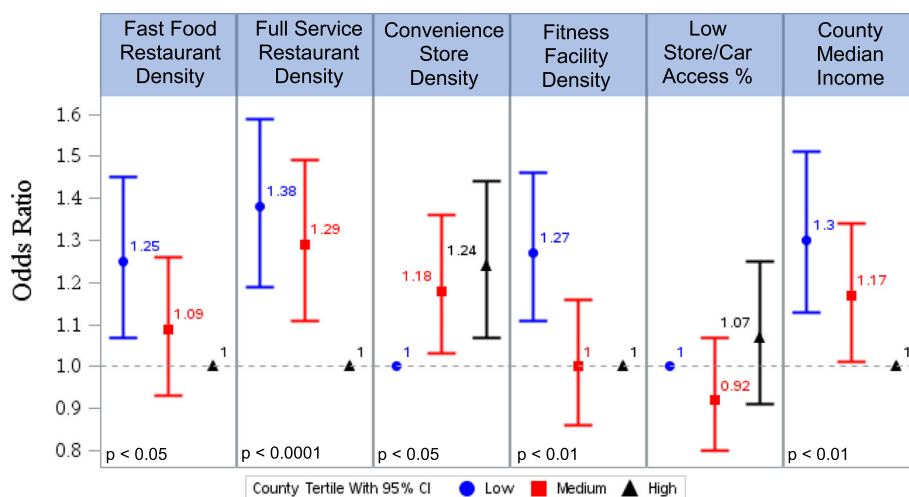 Fast Food
Restaurant
Density
Full Service
Restaurant
Density
Convenience
Store
Density
Fitness
Facility
Density
Low
Store/Car
Access %
County
Median
Income
Odds Ratio
1.6
1.5
1.4
1.3
1.2
1.1
1.0
0.9
0.8
1.25
1.09
1
1.38
1.29
1
1
1.18
1.24
1.27
1
1
1
0.92
1.07
1.3
1.17
1
p < 0.05
p < 0.0001
p < 0.05
p < 0.01
p < 0.01
County Tertile With 95% CI Low Medium High